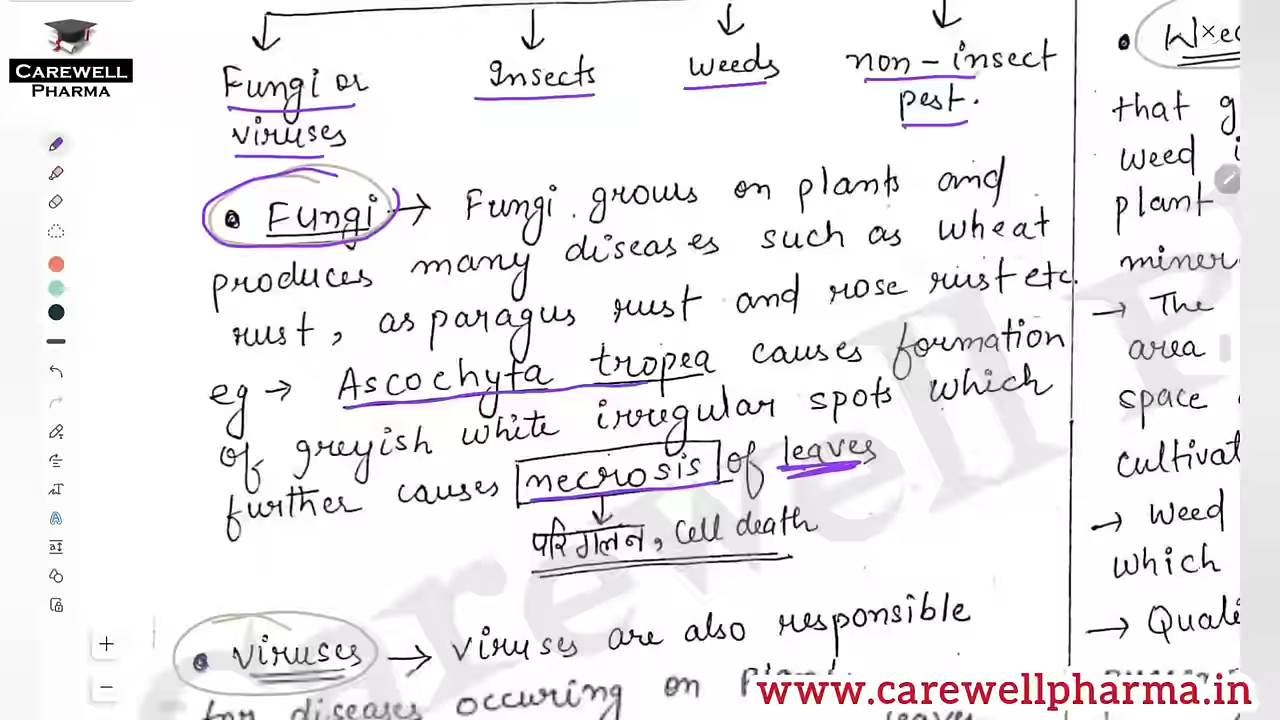 CAREWELL
PHARMA
Fungi or
viruses
Insects
weeds
non-insect
pest.
• Fungi → Fungi grows on plants and
produces many diseases such as wheat
rust, asparagus rust and rose rust etc.
eg → Ascochyta tropea causes formation
of greyish white irregular spots which
further causes necrosis of leaves
परिगलन, Cell death
• viruses → viruses are also responsible
for diseases occuring on
leaves
that
weed
plant
→ The
area
space
→ weed
which
→
www.carewellpharma.in